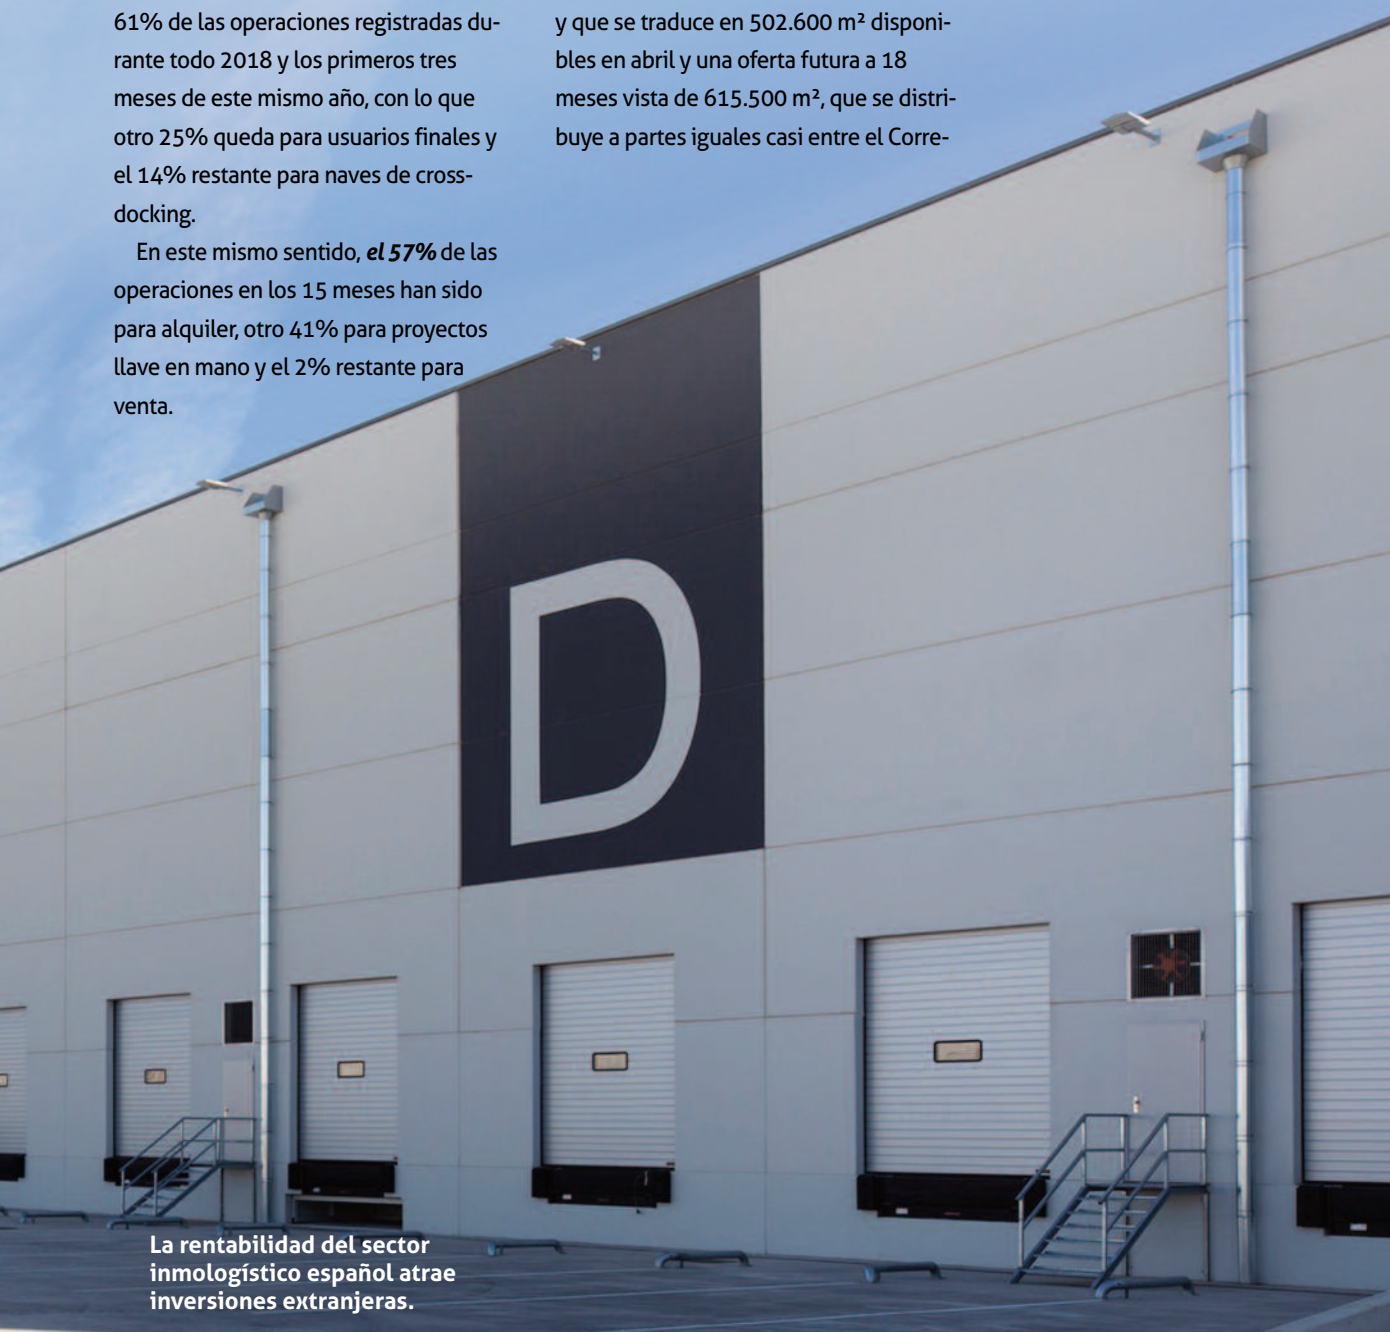 61% de las operaciones registradas du-
rante todo 2018 y los primeros tres
meses de este mismo año, con lo que
otro 25% queda para usuarios finales y
el 14% restante para naves de cross-
docking.
En este mismo sentido, el 57% de las
operaciones en los 15 meses han sido
para alquiler, otro 41% para proyectos
llave en mano y el 2% restante para
venta.
y que se traduce en 502.600 m² disponi-
bles en abril y una oferta futura a 18
meses vista de 615.500 m², que se distri-
buye a partes iguales casi entre el Corre-
D
La rentabilidad del sector
inmologístico español atrae
inversiones extranjeras.